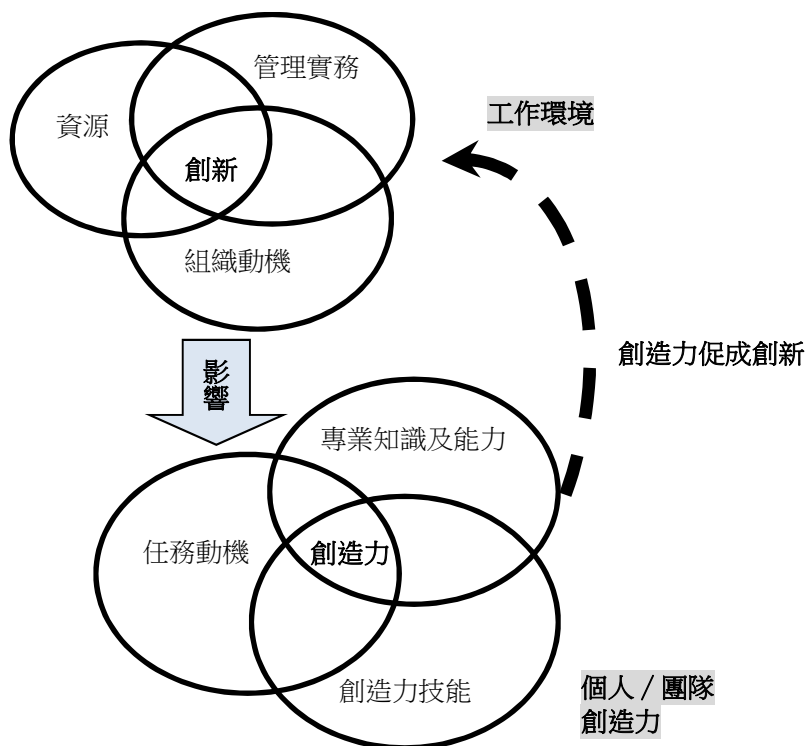 管理實務
工作環境
資源
創新
組織動機
影響
創造力促成創新
專業知識及能力
任務動機
創造力
創造力技能
個人／團隊
創造力